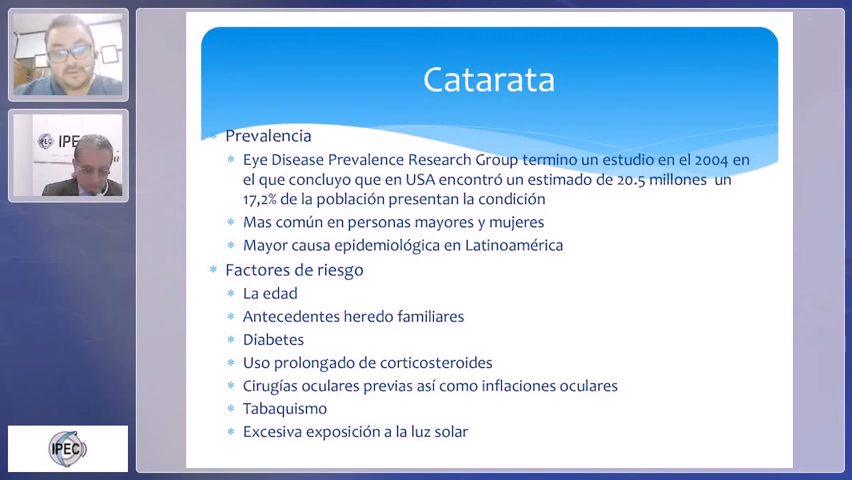 Catarata
Prevalencia
Eye Disease Prevalence Research Group termino un estudio en el 2004 en
el que concluyo que en USA encontró un estimado de 20.5 millones un
17,2% de la población presentan la condición
Mas común en personas mayores y mujeres
Mayor causa epidemiológica en Latinoamérica
Factores de riesgo
La edad
Antecedentes heredo familiares
Diabetes
Uso prolongado de corticosteroides
Cirugías oculares previas así como inflaciones oculares
Tabaquismo
Excesiva exposición a la luz solar
IPEC